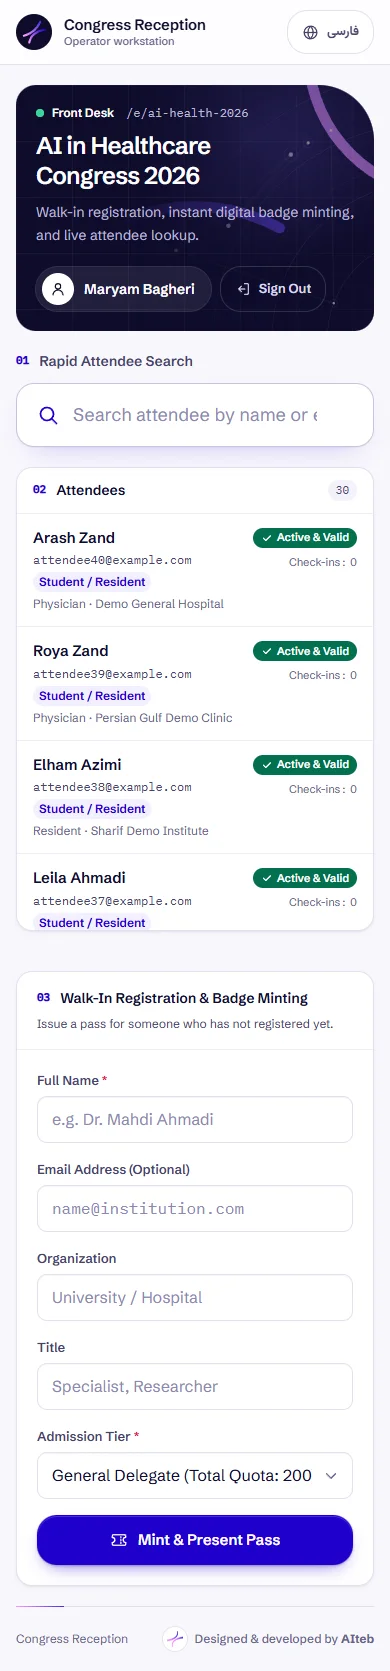 Congress Reception
Operator workstation
فارسی
Front Desk /e/ai-health-2026
AI in Healthcare
Congress 2026
Walk-in registration, instant digital badge minting,
and live attendee lookup.
Maryam Bagheri
Sign Out
01 Rapid Attendee Search
Search attendee by name or e
02 Attendees 30
Arash Zand Active & Valid
attendee40@example.com Check-ins: 0
Student / Resident
Physician · Demo General Hospital
Roya Zand Active & Valid
attendee39@example.com Check-ins: 0
Student / Resident
Physician · Persian Gulf Demo Clinic
Elham Azimi Active & Valid
attendee38@example.com Check-ins: 0
Student / Resident
Resident · Sharif Demo Institute
Leila Ahmadi Active & Valid
attendee37@example.com Check-ins: 0
Student / Resident
03 Walk-In Registration & Badge Minting
Issue a pass for someone who has not registered yet.
Full Name *
e.g. Dr. Mahdi Ahmadi
Email Address (Optional)
name@institution.com
Organization
University / Hospital
Title
Specialist, Researcher
Admission Tier *
General Delegate (Total Quota: 200
Mint & Present Pass
Congress Reception Designed & developed by AIteb